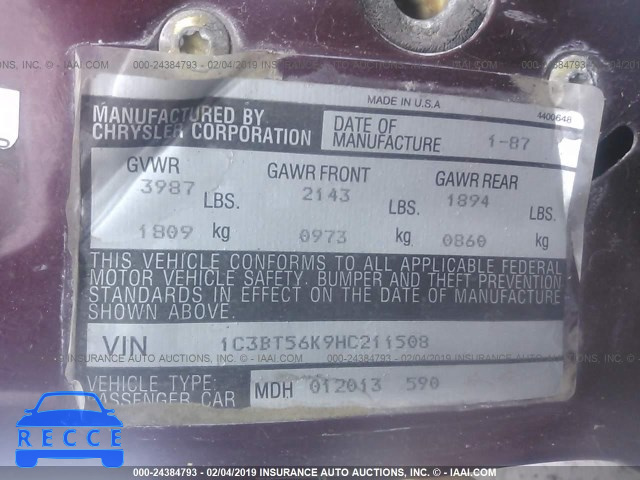 000-24384793 - 02/04/2019 INSURANCE AUTO AUCTIONS, INC. - © IAAI.COM
MADE IN U.S.A
4400648
MANUFACTURED BY
CHRYSLER CORPORATION
DATE OF
MANUFACTURE
1-87
GVWR
GAWR FRONT
GAWR REAR
3987 LBS.
2143 LBS.
1894 LBS.
1809 kg
0973 kg
0860 kg
THIS VEHICLE CONFORMS TO ALL APPLICABLE FEDERAL
MOTOR VEHICLE SAFETY, BUMPER AND THEFT PREVENTION
STANDARDS IN EFFECT ON THE DATE OF MANUFACTURE
SHOWN ABOVE.
VIN 1C3BT56K9HC211508
VEHICLE TYPE:
PASSENGER CAR
MDH 012013 590
RECCE
000-24384793 - 02/04/2019 INSURANCE AUTO AUCTIONS, INC. - © IAAI.COM